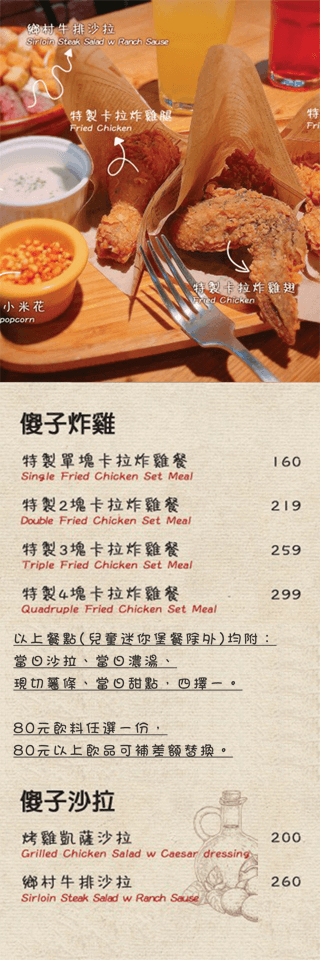 鄉村牛排沙拉
Sirloin Steak Salad w Ranch Sause
特製卡拉炸雞腿
Fried Chicken
特
Fri
特製卡拉炸雞翅
Fried Chicken
小米花
popcorn
傻子炸雞
特製單塊卡拉炸雞餐 160
Single Fried Chicken Set Meal
特製2塊卡拉炸雞餐 219
Double Fried Chicken Set Meal
特製3塊卡拉炸雞餐 259
Triple Fried Chicken Set Meal
特製4塊卡拉炸雞餐 299
Quadruple Fried Chicken Set Meal
以上餐點(兒童迷你堡餐除外)均附：
當日沙拉、當日濃湯、
現切薯條、當日甜點，四擇一。
80元飲料任選一份，
80元以上飲品可補差額替換。
傻子沙拉
烤雞凱薩沙拉 200
Grilled Chicken Salad w Caesar dressing
鄉村牛排沙拉 260
Sirloin Steak Salad w Ranch Sause